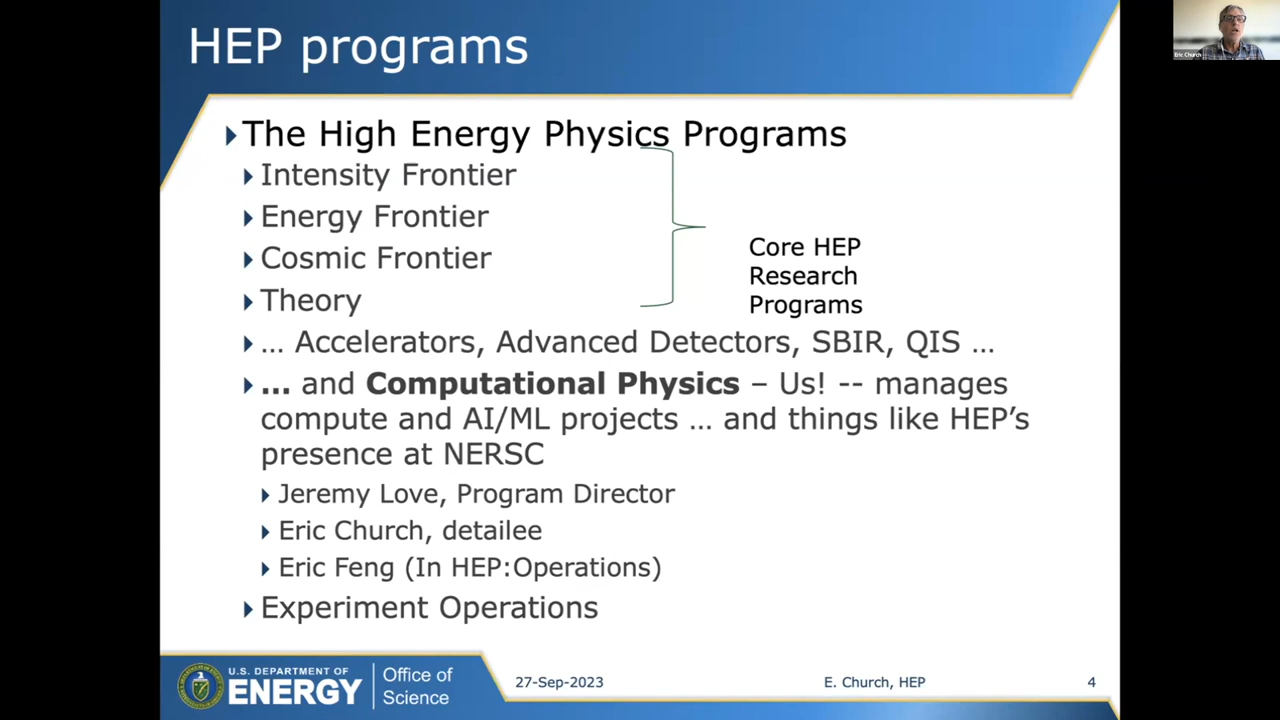 HEP programs
Eric Church
The High Energy Physics Programs
Intensity Frontier
Energy Frontier
Cosmic Frontier
Theory
Core HEP
Research
Programs
… Accelerators, Advanced Detectors, SBIR, QIS …
… and Computational Physics – Us! -- manages
compute and AI/ML projects … and things like HEP’s
presence at NERSC
Jeremy Love, Program Director
Eric Church, detailee
Eric Feng (In HEP:Operations)
Experiment Operations
U.S. DEPARTMENT OF
ENERGY
Office of
Science
27-Sep-2023
E. Church, HEP
4